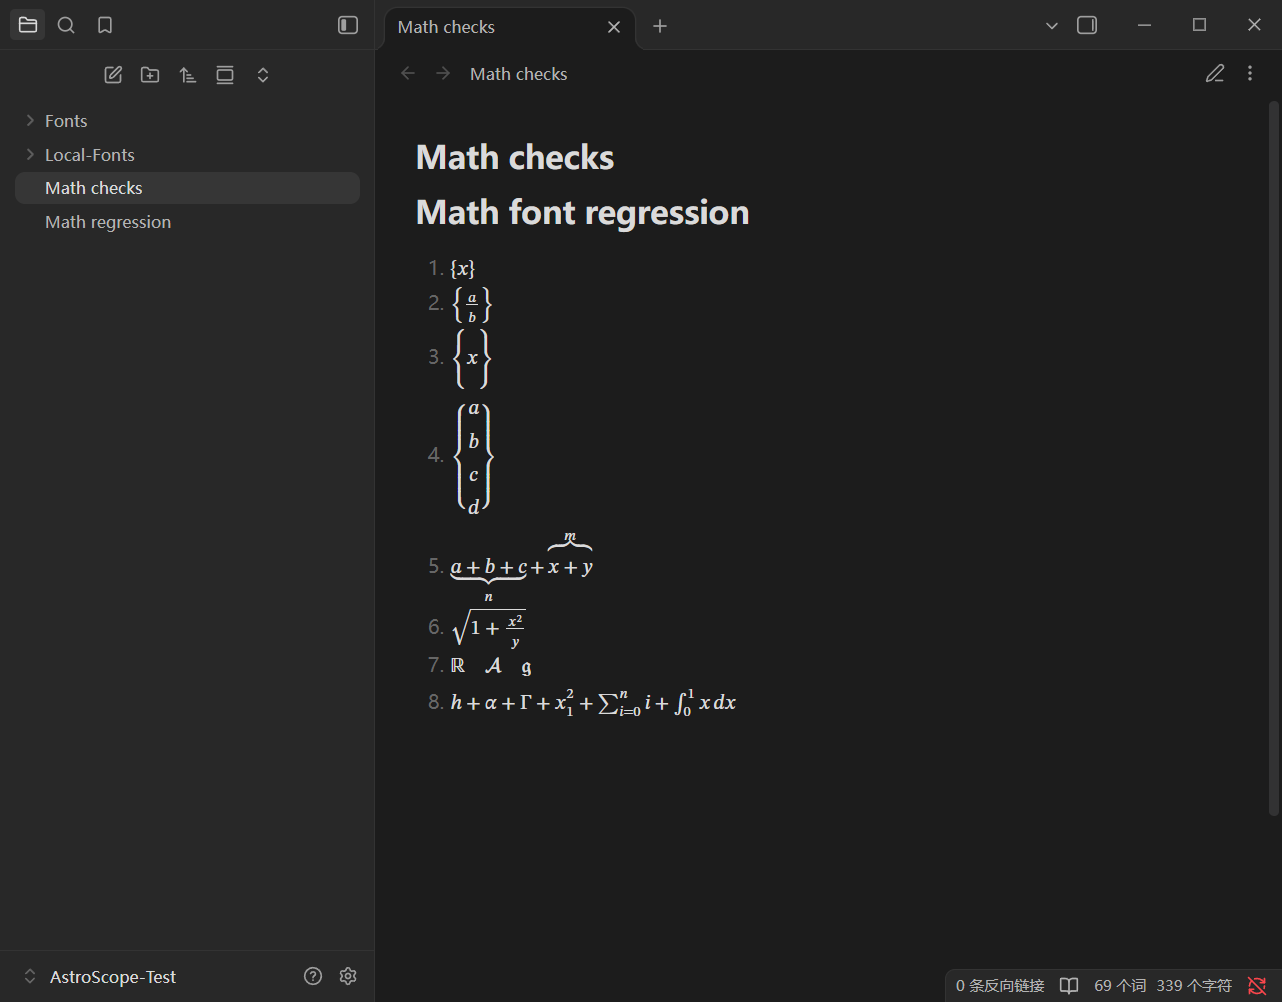 Math checks
Math checks
Fonts
Local-Fonts
Math checks
Math regression
Math checks
Math font regression
1. {x}
2. {a/b}
3. {x}
4. {a b c d}
5. a + b + c + x + y
m
n
6. √1 + x²/y
7. ℝ 𝒜 𝔤
8. h + α + Γ + x₁² + ∑ᵢ₌₀ⁿ i + ∫₀¹ x dx
AstroScope-Test
0 条反向链接 69 个词 339 个字符